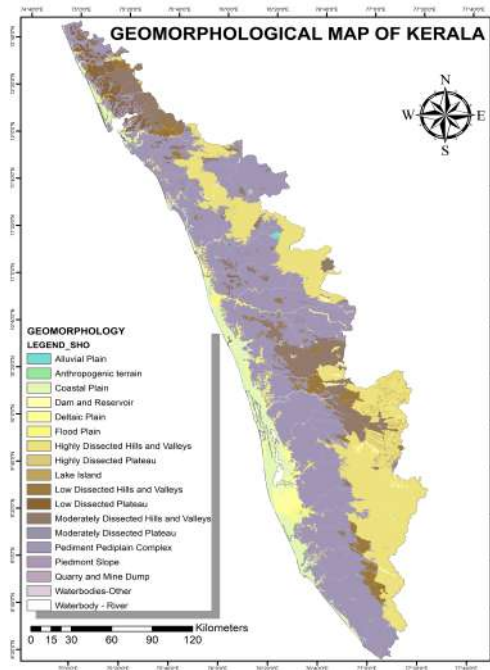 GEOMORPHOLOGICAL MAP OF KERALA
N
W E
S
GEOMORPHOLOGY
LEGEND_SHO
Alluvial Plain
Anthropogenic terrain
Coastal Plain
Dam and Reservoir
Deltaic Plain
Flood Plain
Highly Dissected Hills and Valleys
Highly Dissected Plateau
Lake Island
Low Dissected Hills and Valleys
Low Dissected Plateau
Moderately Dissected Hills and Valleys
Moderately Dissected Plateau
Pediment Pediplain Complex
Piedmont Slope
Quarry and Mine Dump
Waterbodies-Other
Waterbody - River
Kilometers
0 15 30 60 90 120